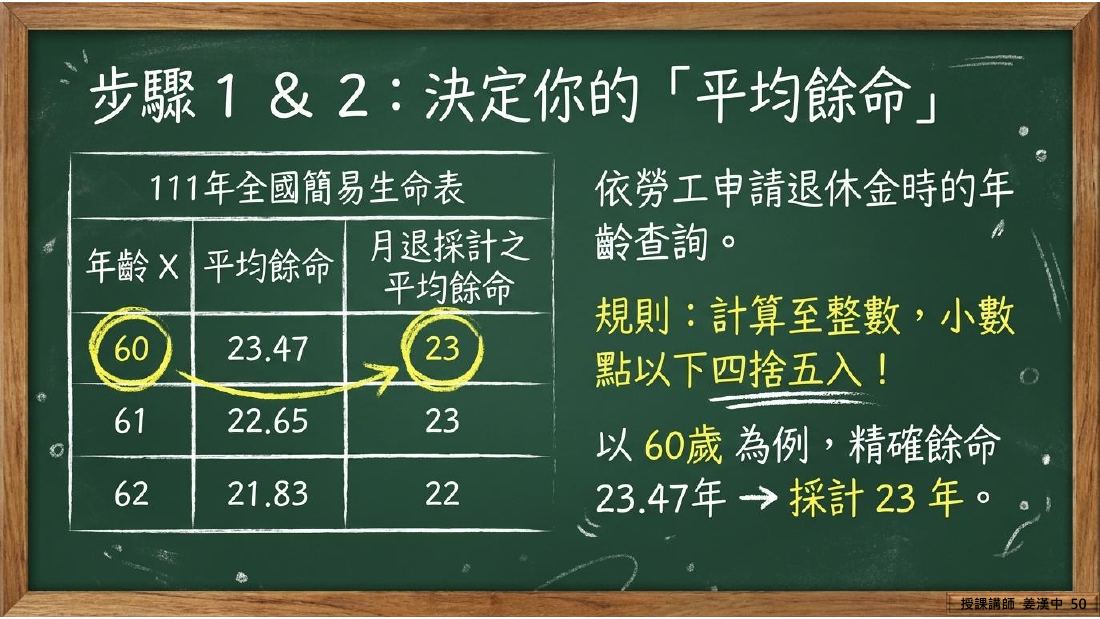 步驟 1 & 2：決定你的「平均餘命」
111年全國簡易生命表
年齡 X 平均餘命 月退採計之
平均餘命
60 23.47 23
61 22.65 23
62 21.83 22
依勞工申請退休金時的年
齡查詢。
規則：計算至整數，小數
點以下四捨五入！
以 60歲 為例，精確餘命
23.47年 → 採計 23 年。
授課講師 姜漢中 50